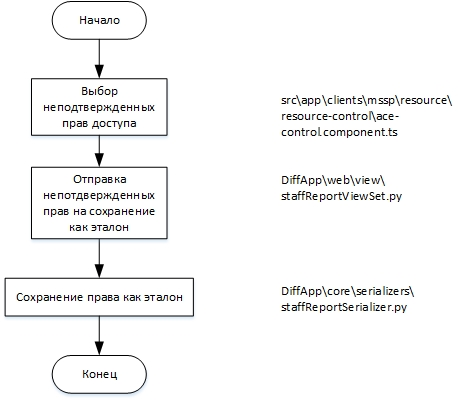 Начало
Выбор
неподтвержденных
прав доступа
src\app\clients\mssp\resource\
resource-control\ace-
control.component.ts
Отправка
непотдвержденных
прав на сохранение
как эталон
DiffApp\web\view\
staffReportViewSet.py
Сохранение права как эталон
DiffApp\core\serializers\
staffReportSerializer.py
Конец